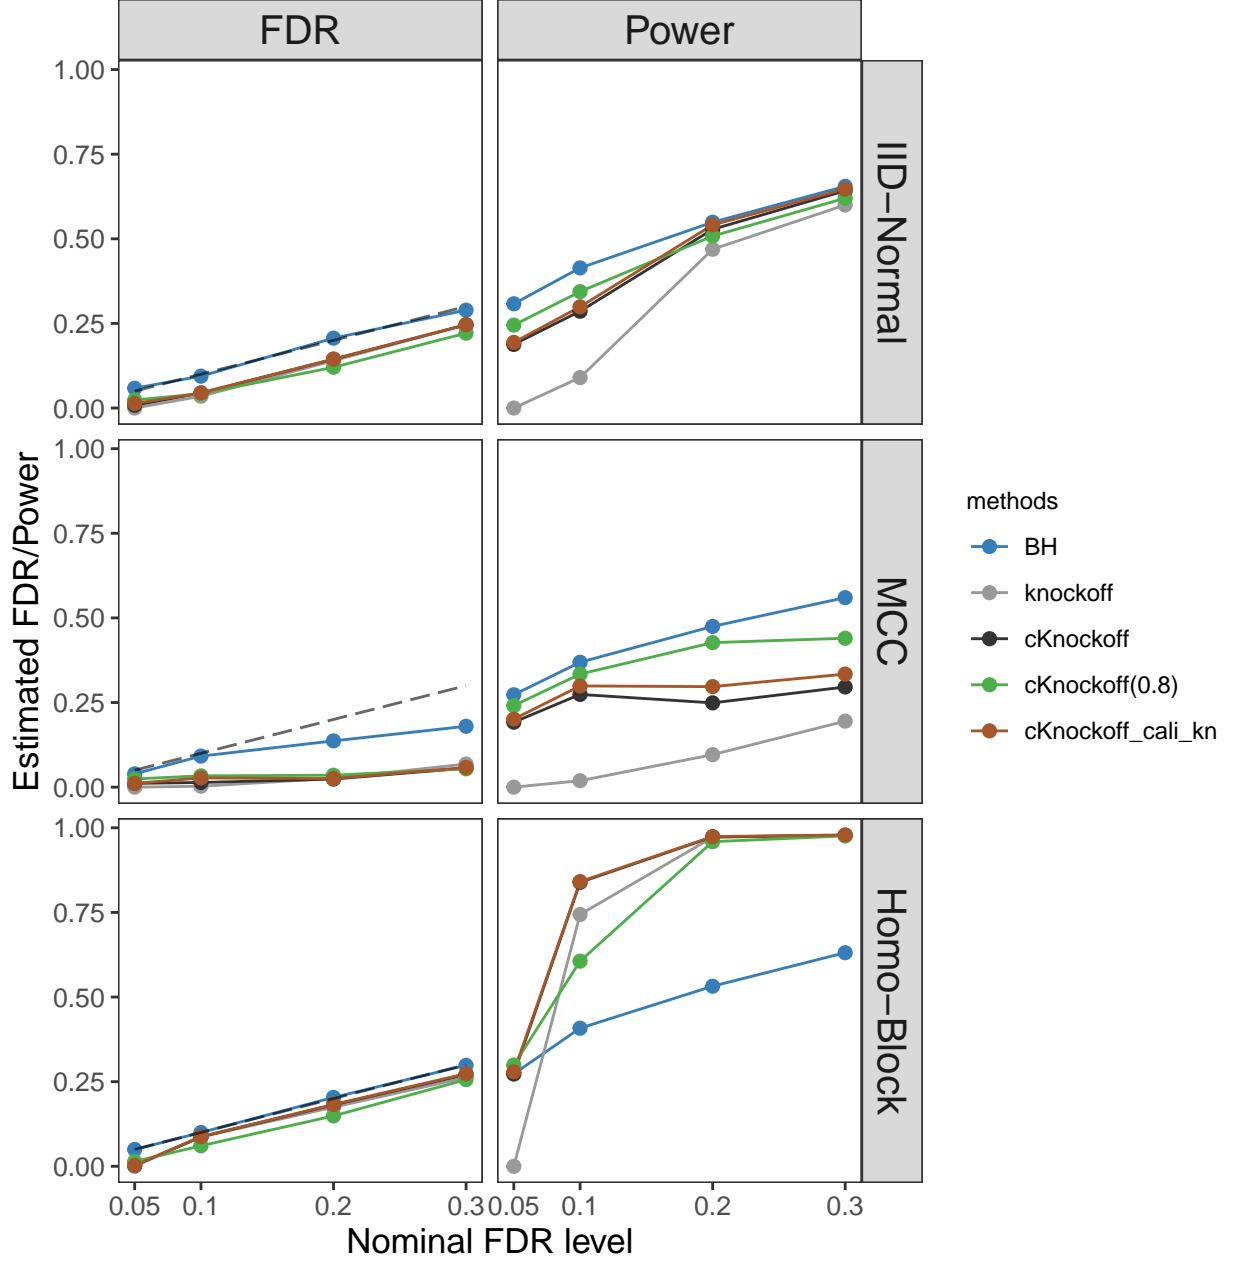 FDR
Power
1.00
0.75
0.50
0.25
0.00
IID−Normal
1.00
0.75
0.50
0.25
0.00
MCC
1.00
0.75
0.50
0.25
0.00
Homo−Block
Estimated FDR/Power
0.05 0.1 0.2 0.3
0.05 0.1 0.2 0.3
Nominal FDR level
methods
BH
knockoff
cKnockoff
cKnockoff(0.8)
cKnockoff_cali_kn